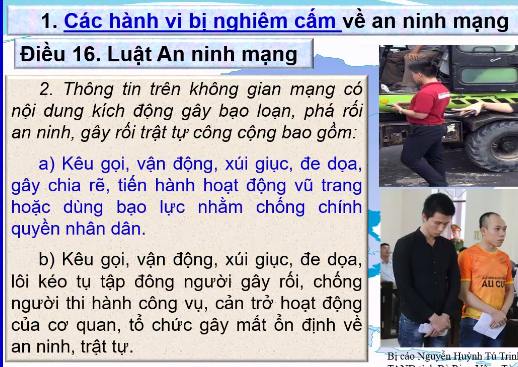 1. Các hành vi bị nghiêm cấm về an ninh mạng
Điều 16. Luật An ninh mạng
2. Thông tin trên không gian mạng có
nội dung kích động gây bạo loạn, phá rối
an ninh, gây rối trật tự công cộng bao gồm:
a) Kêu gọi, vận động, xúi giục, đe dọa,
gây chia rẽ, tiến hành hoạt động vũ trang
hoặc dùng bạo lực nhằm chống chính
quyền nhân dân.
b) Kêu gọi, vận động, xúi giục, đe dọa,
lôi kéo tụ tập đông người gây rối, chống
người thi hành công vụ, cản trở hoạt động
của cơ quan, tổ chức gây mất ổn định về
an ninh, trật tự.
ALI CU
Bị cáo Nguyễn Huỳnh Tú Trinh